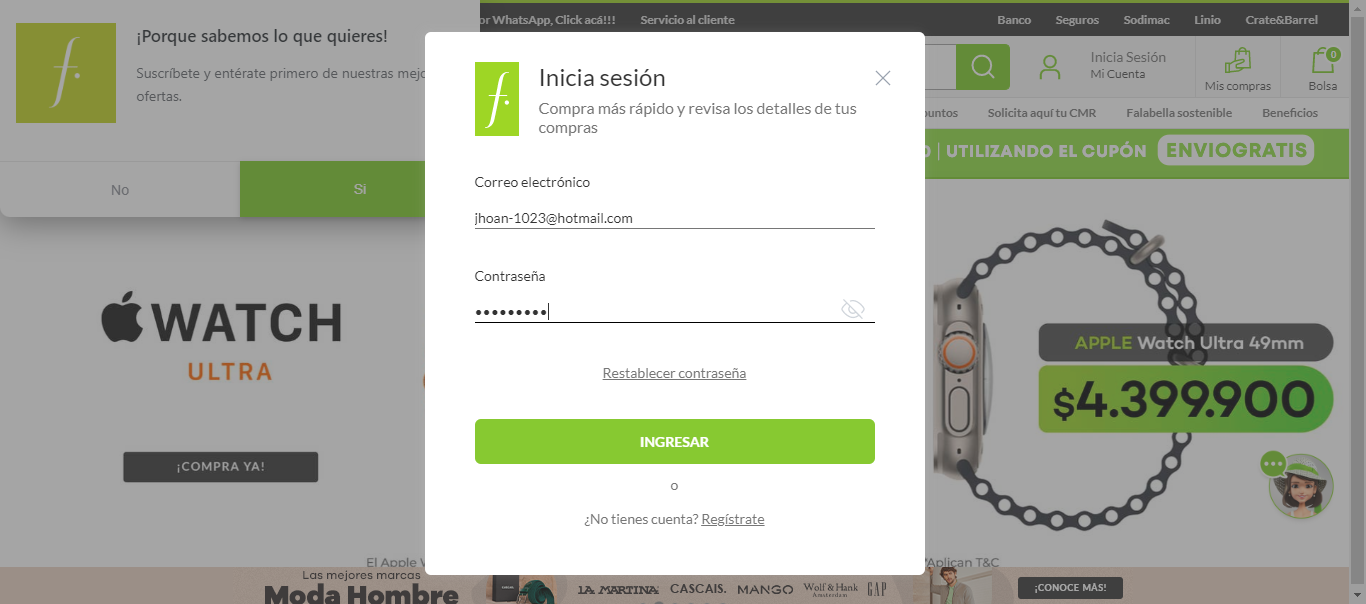 or WhatsApp, Click acá!!! Servicio al cliente Banco Seguros Sodimac Linio Crate&Barrel
¡Porque sabemos lo que quieres!
Suscríbete y entérate primero de nuestras
ofertas.
No Si
Inicia Sesión
Mi Cuenta
Mis compras
0
Bolsa
Solicita aquí tu CMR Falabella sostenible Beneficios
| UTILIZANDO EL CUPÓN ENVIOGRATIS
f.
Inicia sesión
Compra más rápido y revisa los detalles de tus
compras
Correo electrónico
jhoan-1023@hotmail.com
Contraseña
•••••••••
Restablecer contraseña
INGRESAR
o
¿No tienes cuenta? Regístrate
WATCH
ULTRA
¡COMPRA YA!
APPLE Watch Ultra 49mm
$4.399.900
El Apple
*Aplican T&C
Las mejores marcas
Moda Hombre
LA MARTINA CASCAIS. MANGO Wolf & Hank Amsterdam GAP
¡CONOCE MÁS!